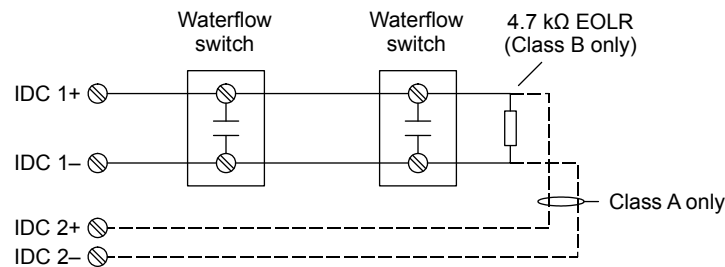 Waterflow
switch
Waterflow
switch
4.7 kΩ EOLR
(Class B only)
IDC 1+
IDC 1–
Class A only
IDC 2+
IDC 2–